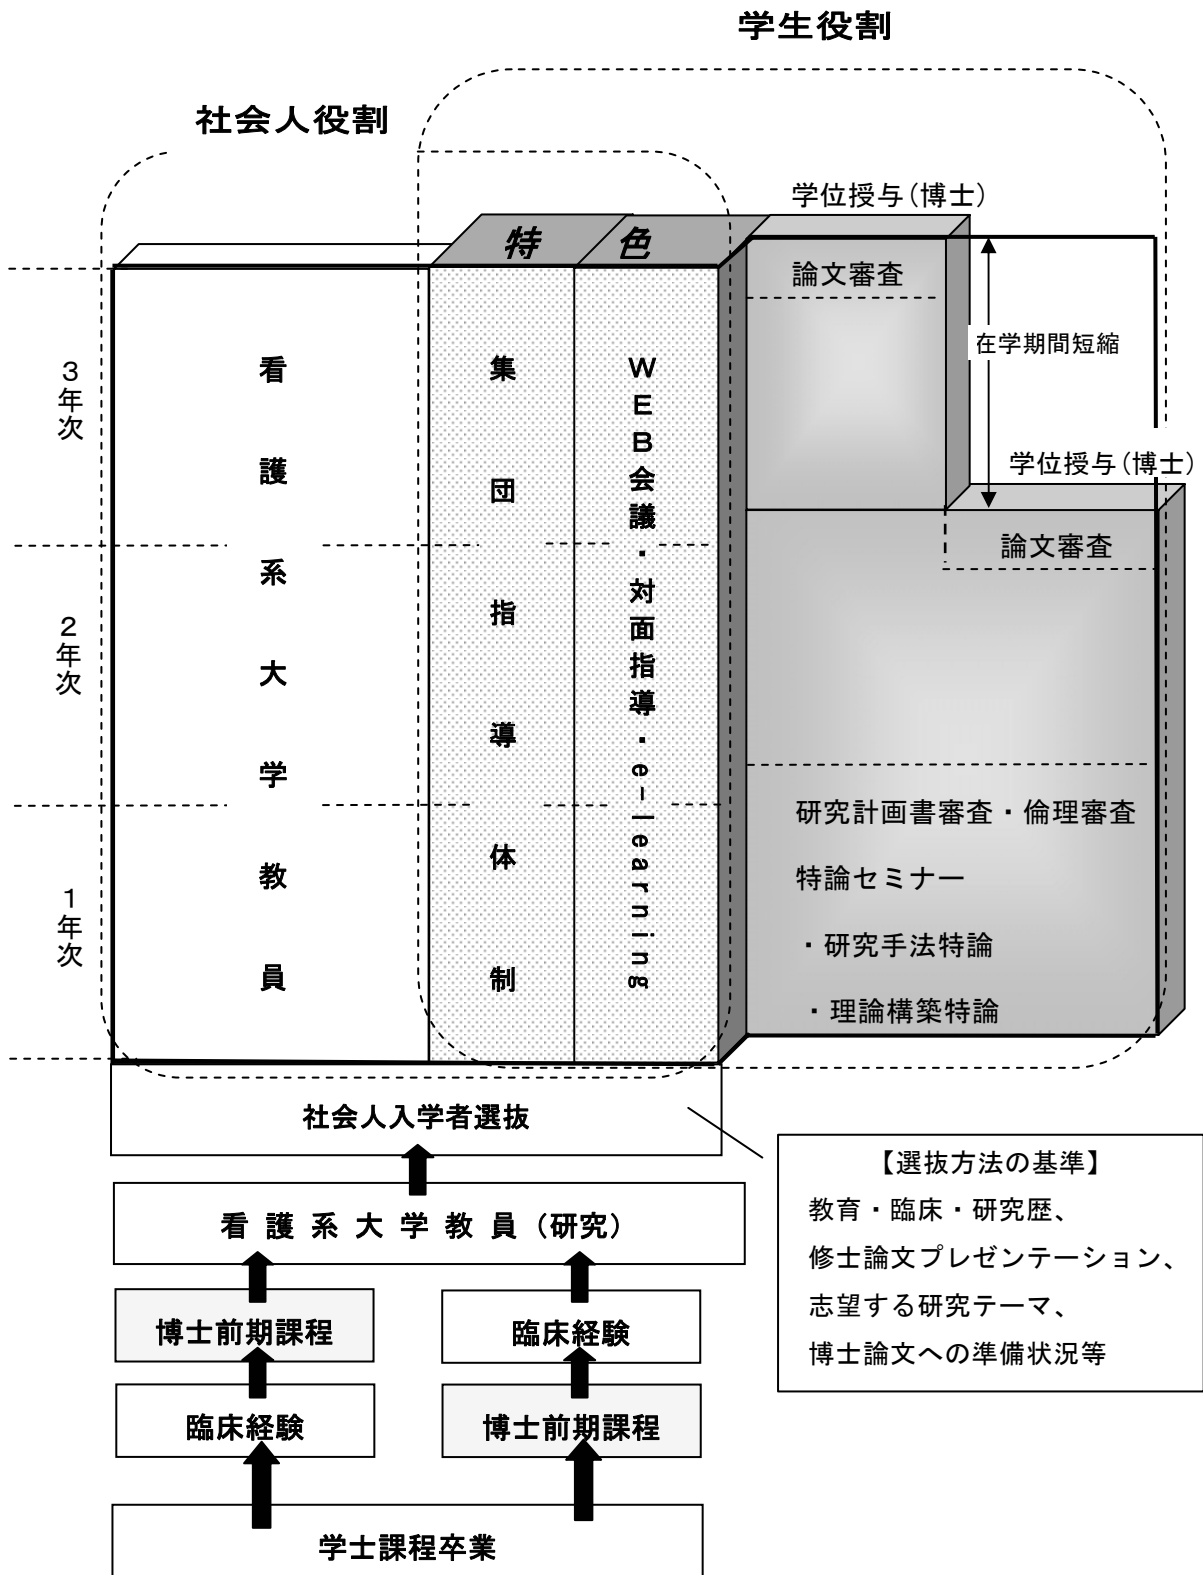 学生役割
社会人役割
学位授与(博士)
特色
論文審査
在学期間短縮
3年次
看護系大学教員
集団指導体制
WEB会議・対面指導・e-learning
学位授与(博士)
論文審査
2年次
研究計画書審査・倫理審査
特論セミナー
・研究手法特論
・理論構築特論
1年次
社会人入学者選抜
【選抜方法の基準】
教育・臨床・研究歴、
修士論文プレゼンテーション、
志望する研究テーマ、
博士論文への準備状況等
看護系大学教員(研究)
博士前期課程
臨床経験
臨床経験
博士前期課程
学士課程卒業